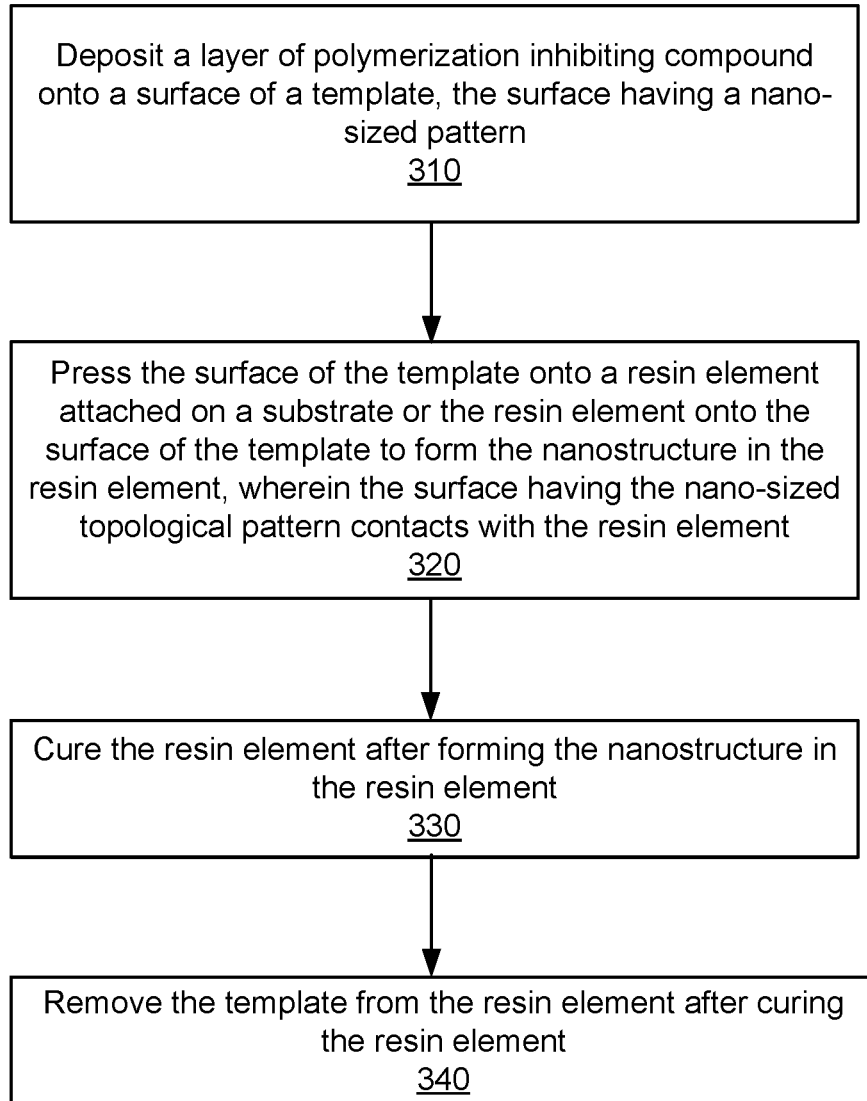 Deposit a layer of polymerization inhibiting compound
onto a surface of a template, the surface having a nano-
sized pattern
310
Press the surface of the template onto a resin element
attached on a substrate or the resin element onto the
surface of the template to form the nanostructure in the
resin element, wherein the surface having the nano-sized
topological pattern contacts with the resin element
320
Cure the resin element after forming the nanostructure in
the resin element
330
Remove the template from the resin element after curing
the resin element
340